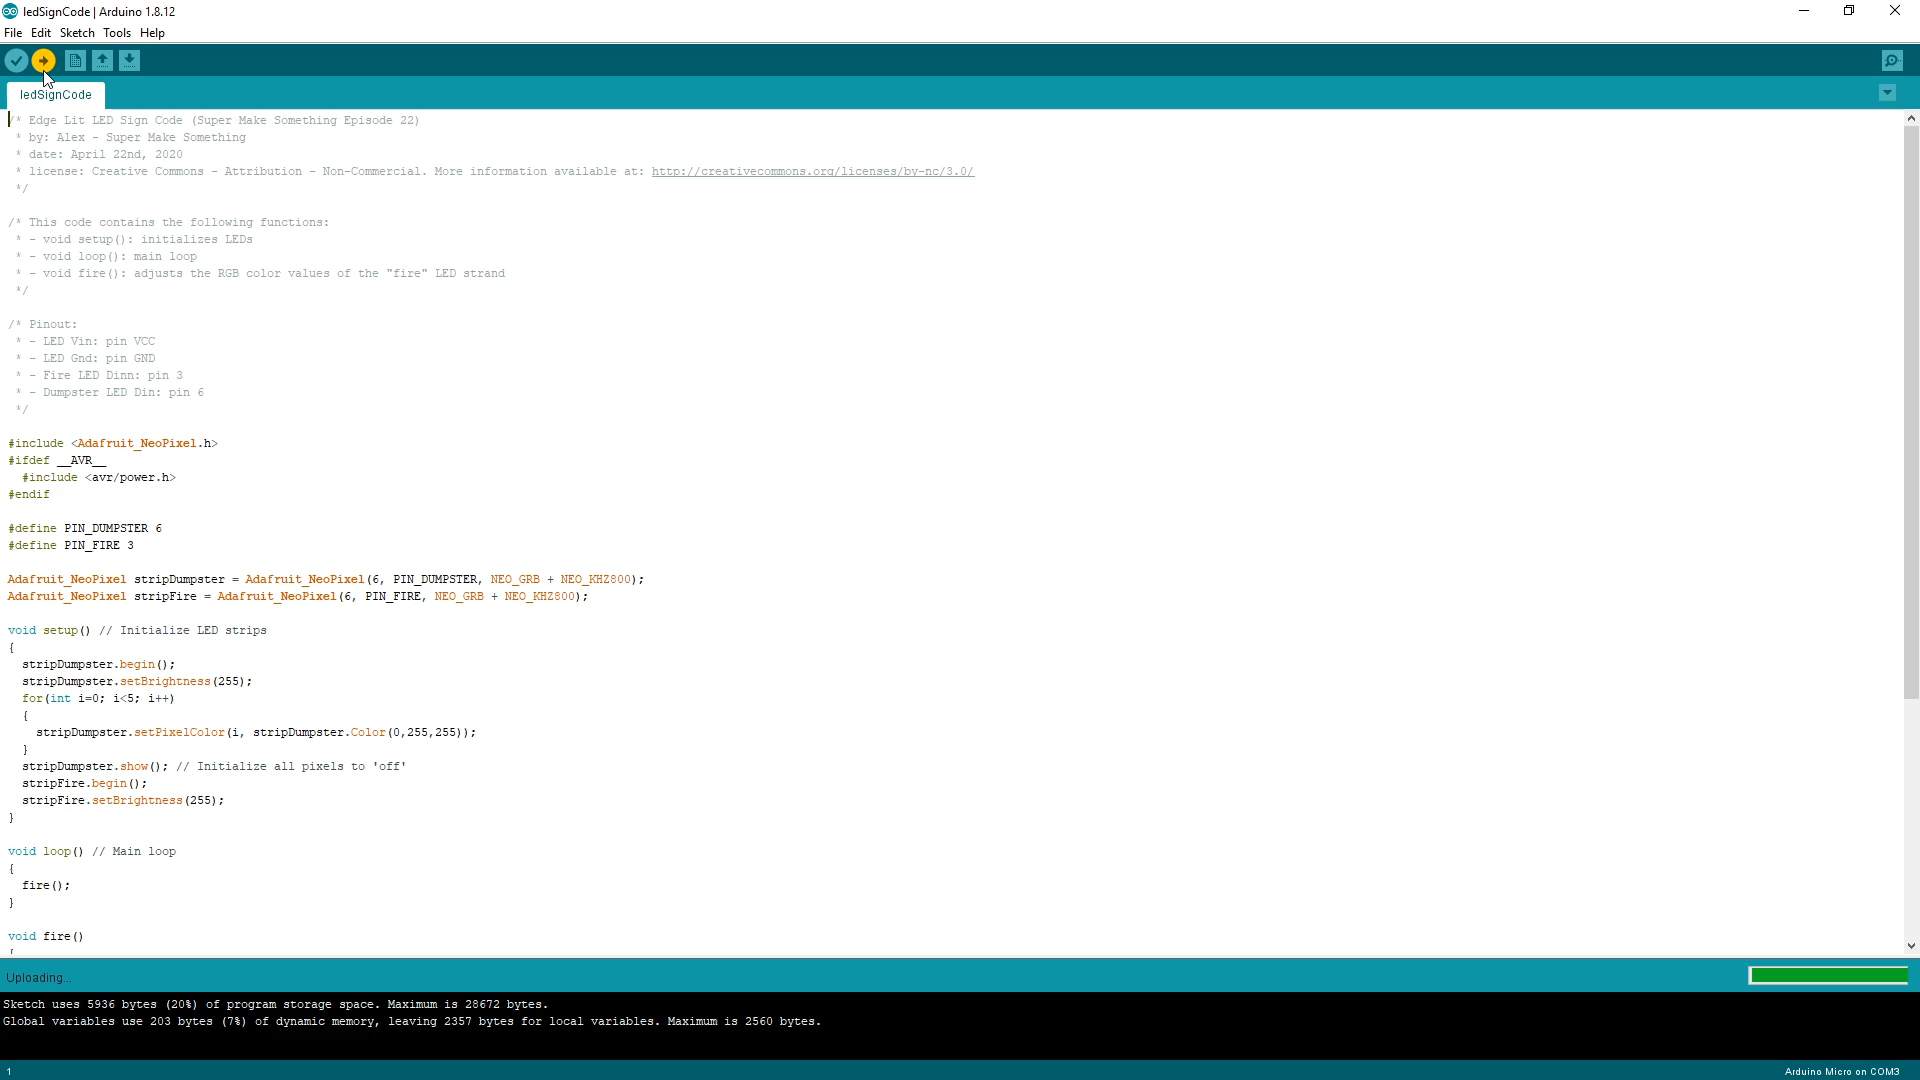 ledSignCode | Arduino 1.8.12
File Edit Sketch Tools Help
ledSignCode
/* Edge Lit LED Sign Code (Super Make Something Episode 22)
 * by: Alex - Super Make Something
 * date: April 22nd, 2020
 * license: Creative Commons - Attribution - Non-Commercial. More information available at: http://creativecommons.org/licenses/by-nc/3.0/
 */
/* This code contains the following functions:
 * - void setup(): initializes LEDs
 * - void loop(): main loop
 * - void fire(): adjusts the RGB color values of the "fire" LED strand
 */
/* Pinout:
 * - LED Vin: pin VCC
 * - LED Gnd: pin GND
 * - Fire LED Dinn: pin 3
 * - Dumpster LED Din: pin 6
 */
#include <Adafruit_NeoPixel.h>
#ifdef __AVR__
  #include <avr/power.h>
#endif
#define PIN_DUMPSTER 6
#define PIN_FIRE 3
Adafruit_NeoPixel stripDumpster = Adafruit_NeoPixel(6, PIN_DUMPSTER, NEO_GRB + NEO_KHZ800);
Adafruit_NeoPixel stripFire = Adafruit_NeoPixel(6, PIN_FIRE, NEO_GRB + NEO_KHZ800);
void setup() // Initialize LED strips
{
  stripDumpster.begin();
  stripDumpster.setBrightness(255);
  for(int i=0; i<5; i++)
  {
    stripDumpster.setPixelColor(i, stripDumpster.Color(0,255,255));
  }
  stripDumpster.show(); // Initialize all pixels to 'off'
  stripFire.begin();
  stripFire.setBrightness(255);
}
void loop() // Main loop
{
  fire();
}
void fire()
{
Uploading...
Sketch uses 5936 bytes (20%) of program storage space. Maximum is 28672 bytes.
Global variables use 203 bytes (7%) of dynamic memory, leaving 2357 bytes for local variables. Maximum is 2560 bytes.
1
Arduino Micro on COM3